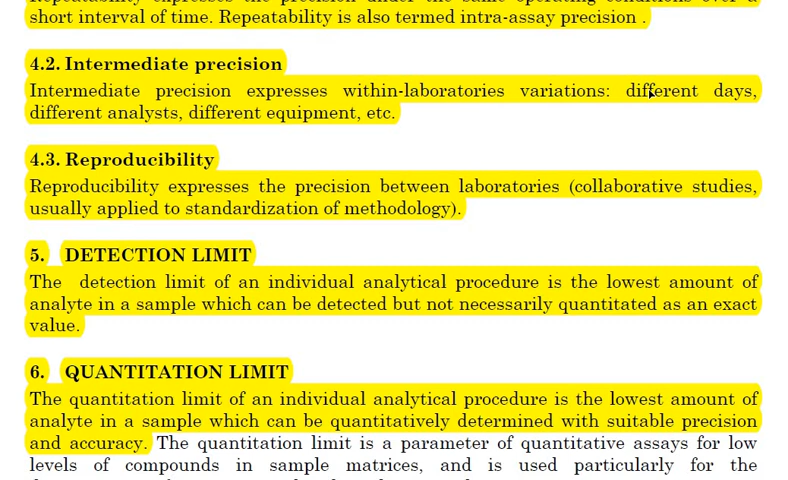 short interval of time. Repeatability is also termed intra-assay precision .
4.2. Intermediate precision
Intermediate precision expresses within-laboratories variations: different days,
different analysts, different equipment, etc.
4.3. Reproducibility
Reproducibility expresses the precision between laboratories (collaborative studies,
usually applied to standardization of methodology).
5. DETECTION LIMIT
The detection limit of an individual analytical procedure is the lowest amount of
analyte in a sample which can be detected but not necessarily quantitated as an exact
value.
6. QUANTITATION LIMIT
The quantitation limit of an individual analytical procedure is the lowest amount of
analyte in a sample which can be quantitatively determined with suitable precision
and accuracy. The quantitation limit is a parameter of quantitative assays for low
levels of compounds in sample matrices, and is used particularly for the